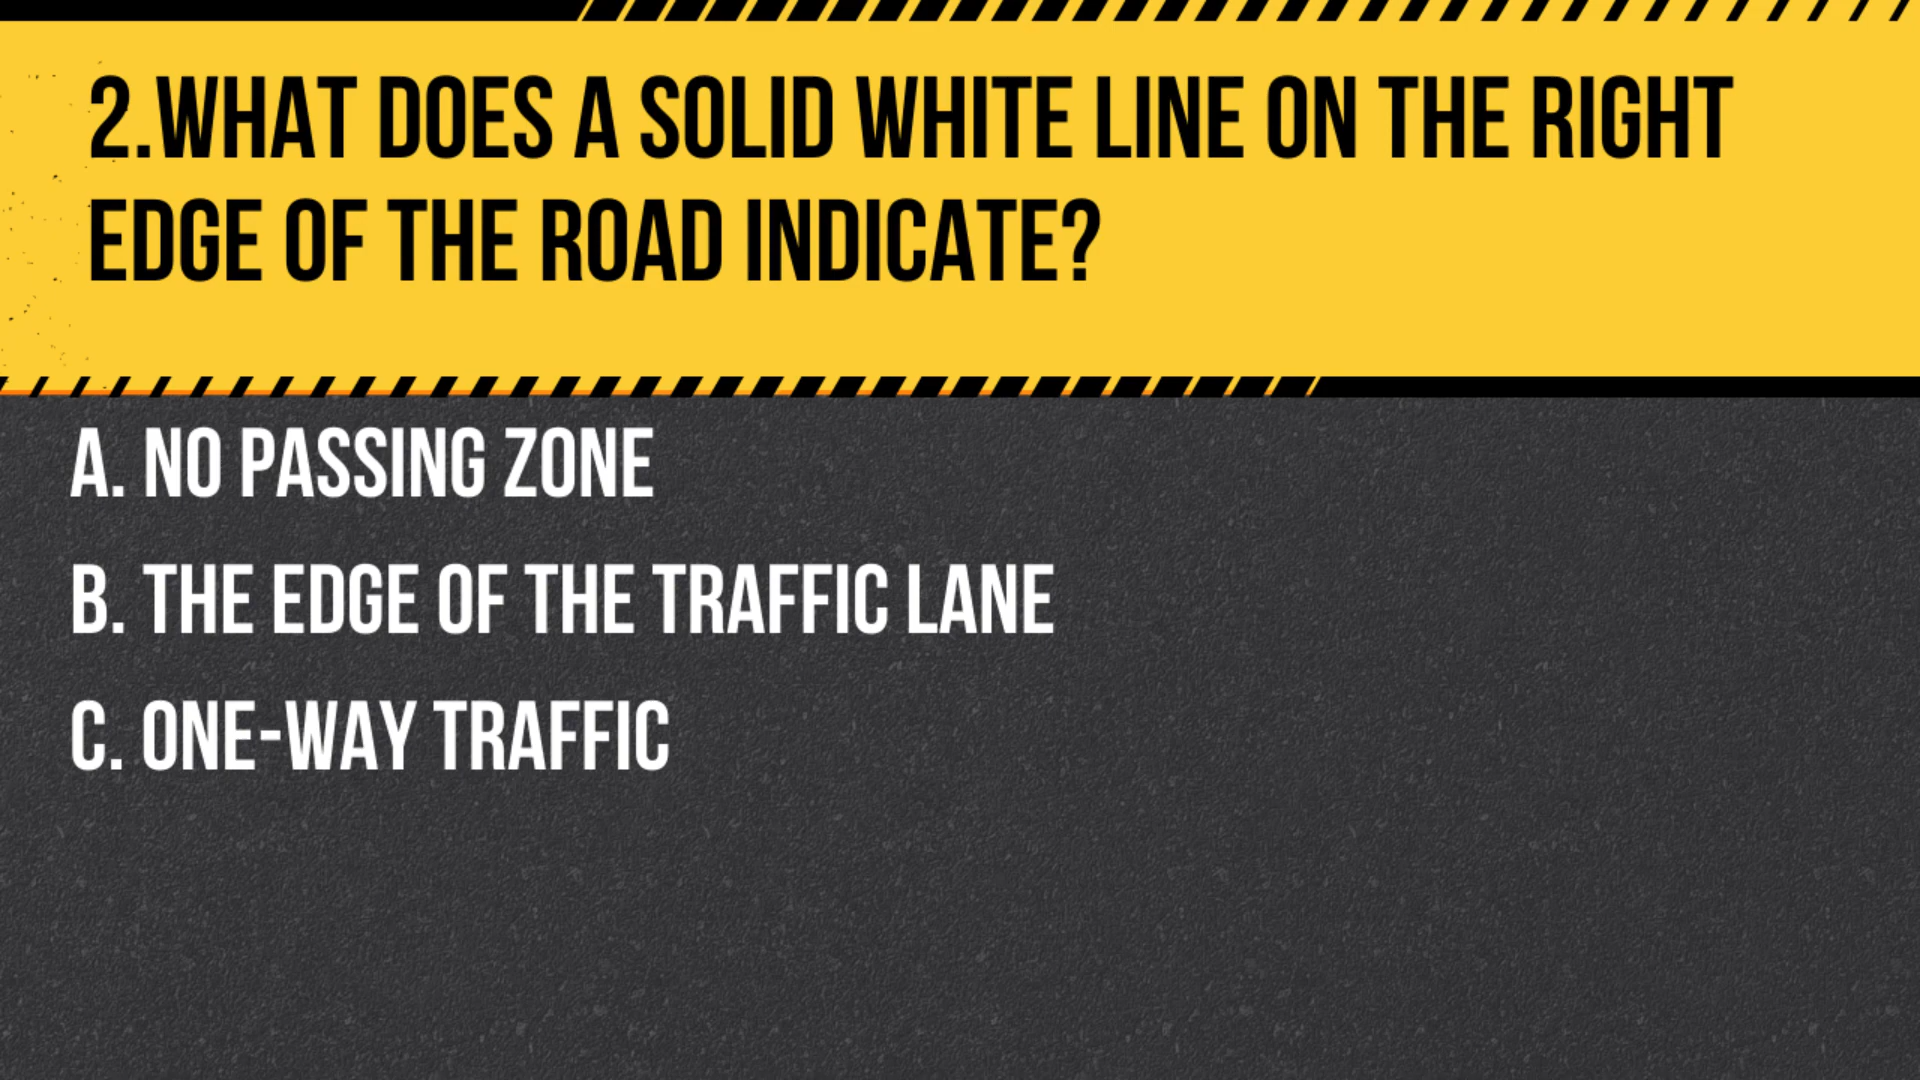 2.WHAT DOES A SOLID WHITE LINE ON THE RIGHT
EDGE OF THE ROAD INDICATE?
A. NO PASSING ZONE
B. THE EDGE OF THE TRAFFIC LANE
C. ONE-WAY TRAFFIC